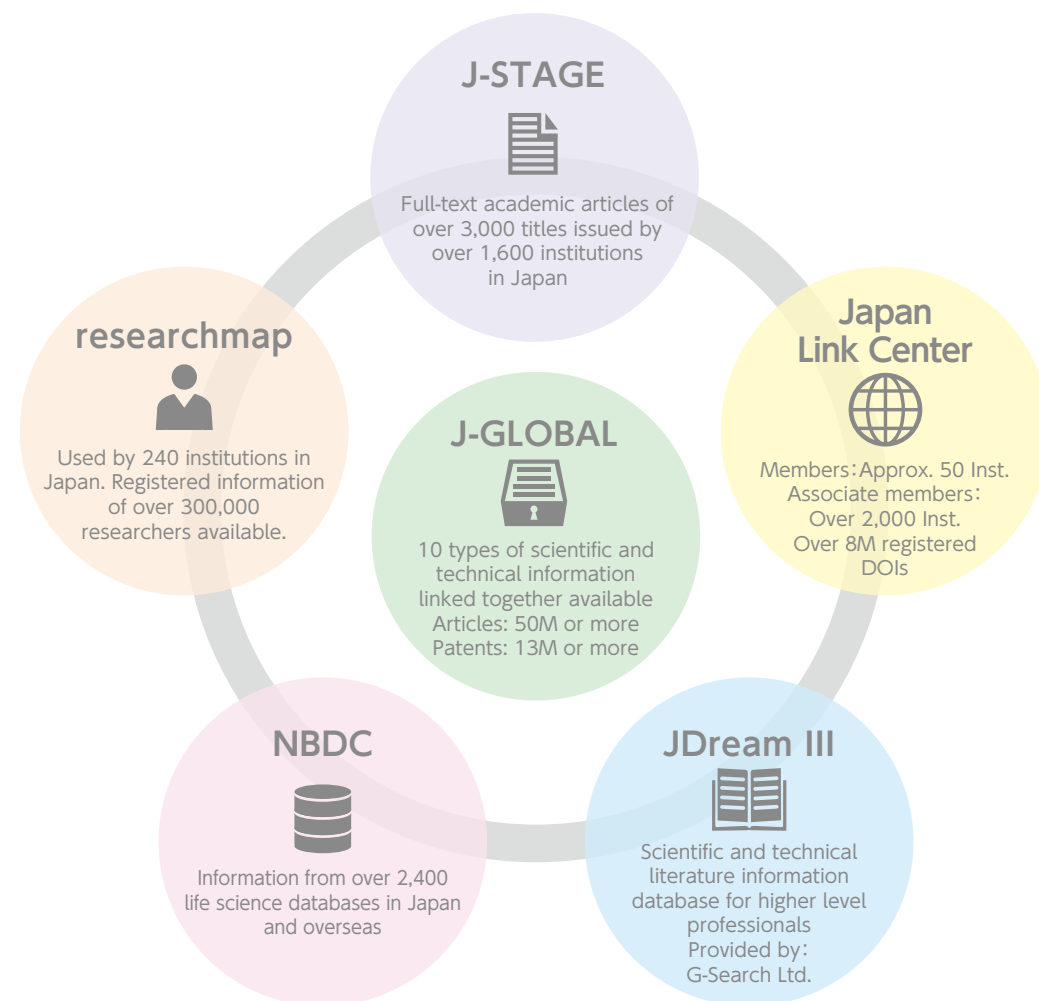 J-STAGE
Full-text academic articles of
over 3,000 titles issued by
over 1,600 institutions
in Japan
researchmap
Used by 240 institutions in
Japan. Registered information
of over 300,000
researchers available.
J-GLOBAL
10 types of scientific and
technical information
linked together available
Articles: 50M or more
Patents: 13M or more
Japan
Link Center
Members：Approx. 50 Inst.
Associate members：
Over 2,000 Inst.
Over 8M registered
DOIs
NBDC
Information from over 2,400
life science databases in Japan
and overseas
JDream III
Scientific and technical
literature information
database for higher level
professionals
Provided by：
G-Search Ltd.